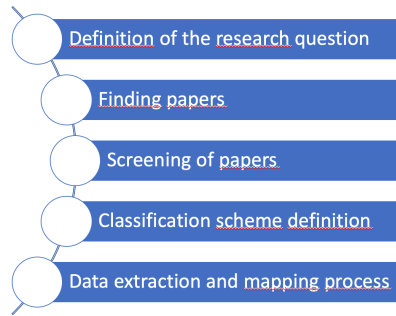 Definition of the research question
Finding papers
Screening of papers
Classification scheme definition
Data extraction and mapping process